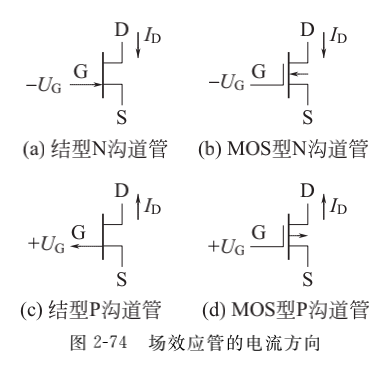 D I_D D I_D
−U_G G −U_G G
S S
(a) 结型N沟道管 (b) MOS型N沟道管
D I_D D I_D
+U_G G +U_G G
S S
(c) 结型P沟道管 (d) MOS型P沟道管
图 2-74 场效应管的电流方向